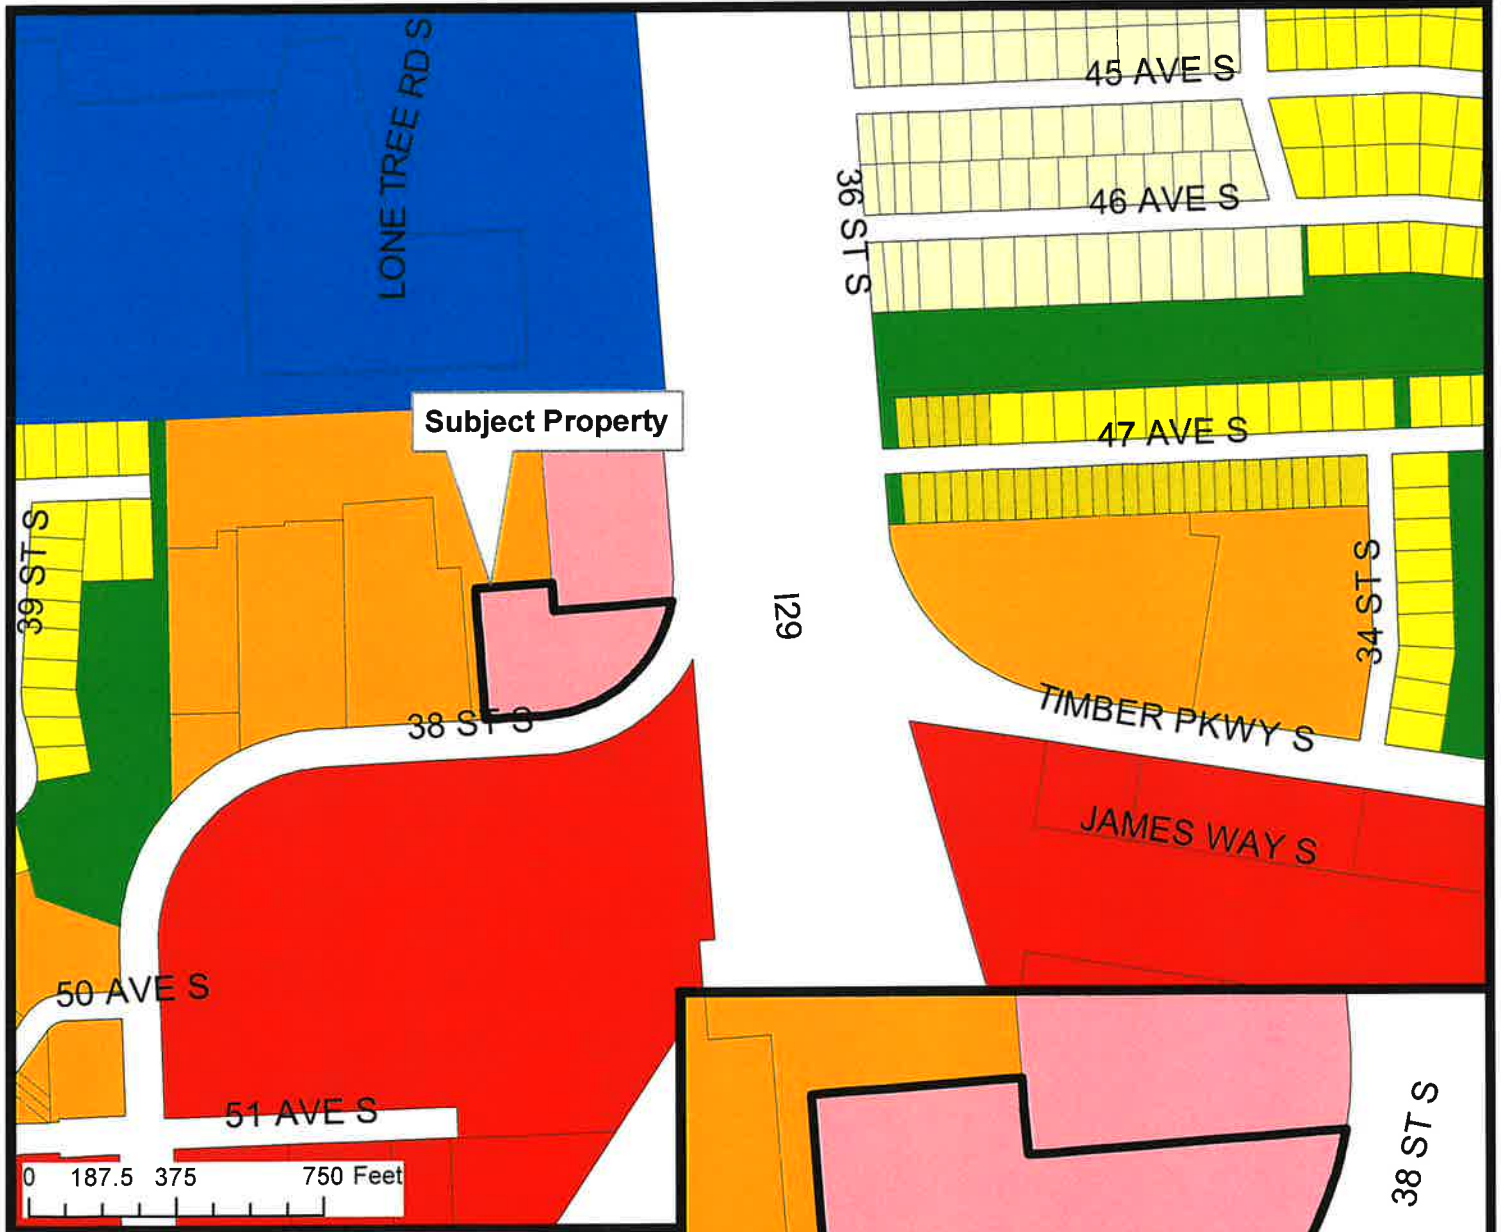 LONE TREE RD S
45 AVE S
46 AVE S
36 ST S
Subject Property
47 AVE S
39 ST S
I29
34 ST S
38 ST S
TIMBER PKWY S
JAMES WAY S
50 AVE S
51 AVE S
0 187.5 375 750 Feet
38 ST S